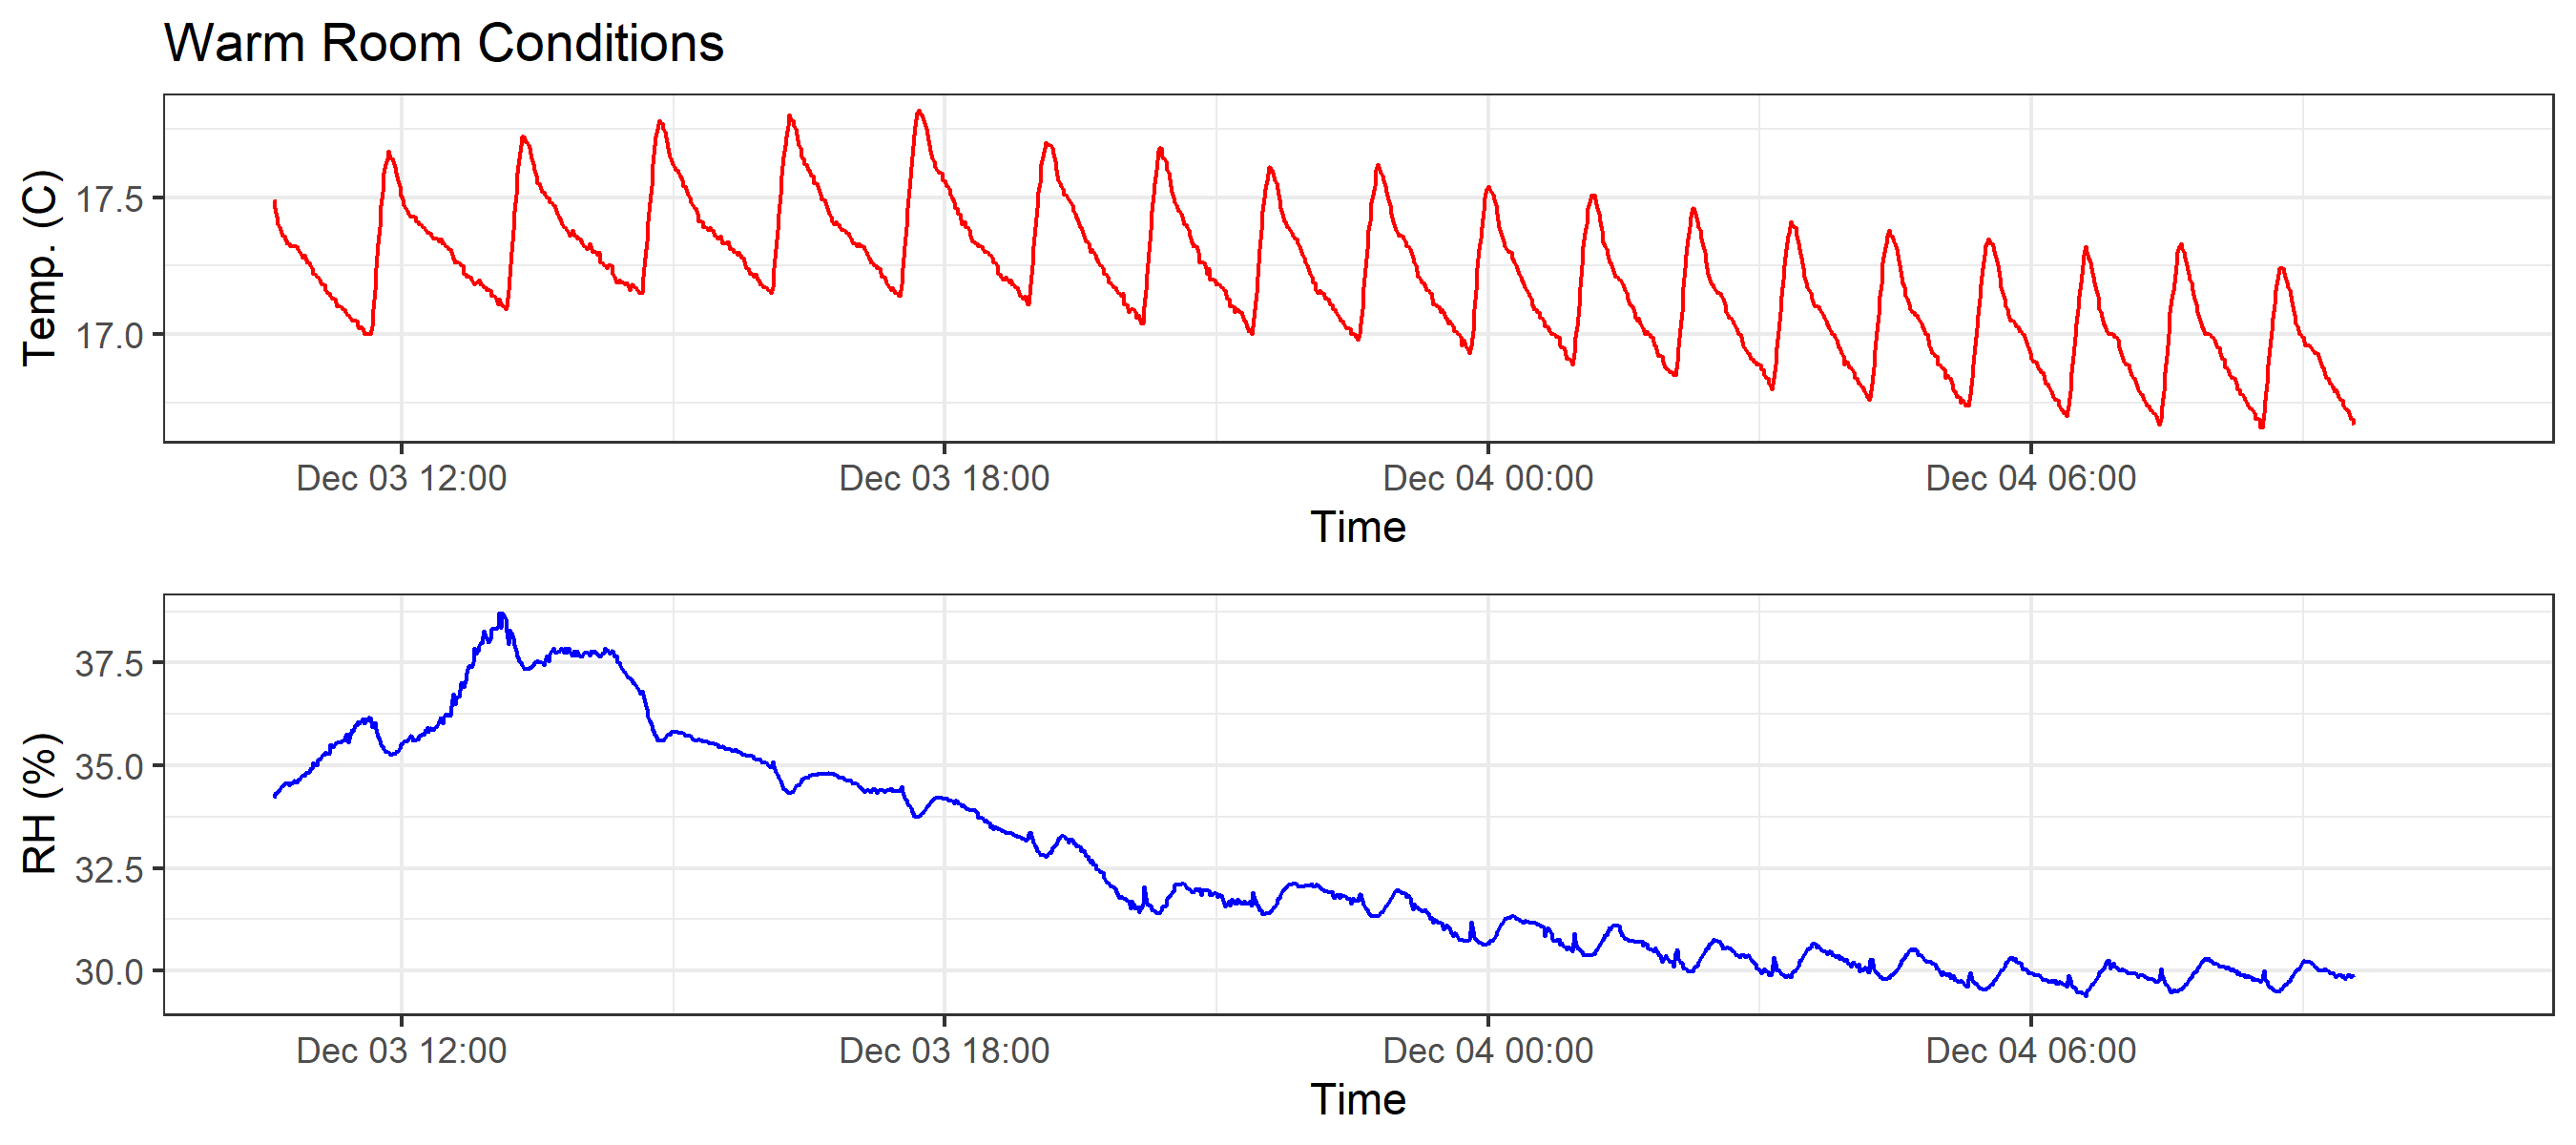 Warm Room Conditions
Temp. (C)
17.5
17.0
Dec 03 12:00 Dec 03 18:00 Dec 04 00:00 Dec 04 06:00
Time
RH (%)
37.5
35.0
32.5
30.0
Dec 03 12:00 Dec 03 18:00 Dec 04 00:00 Dec 04 06:00
Time